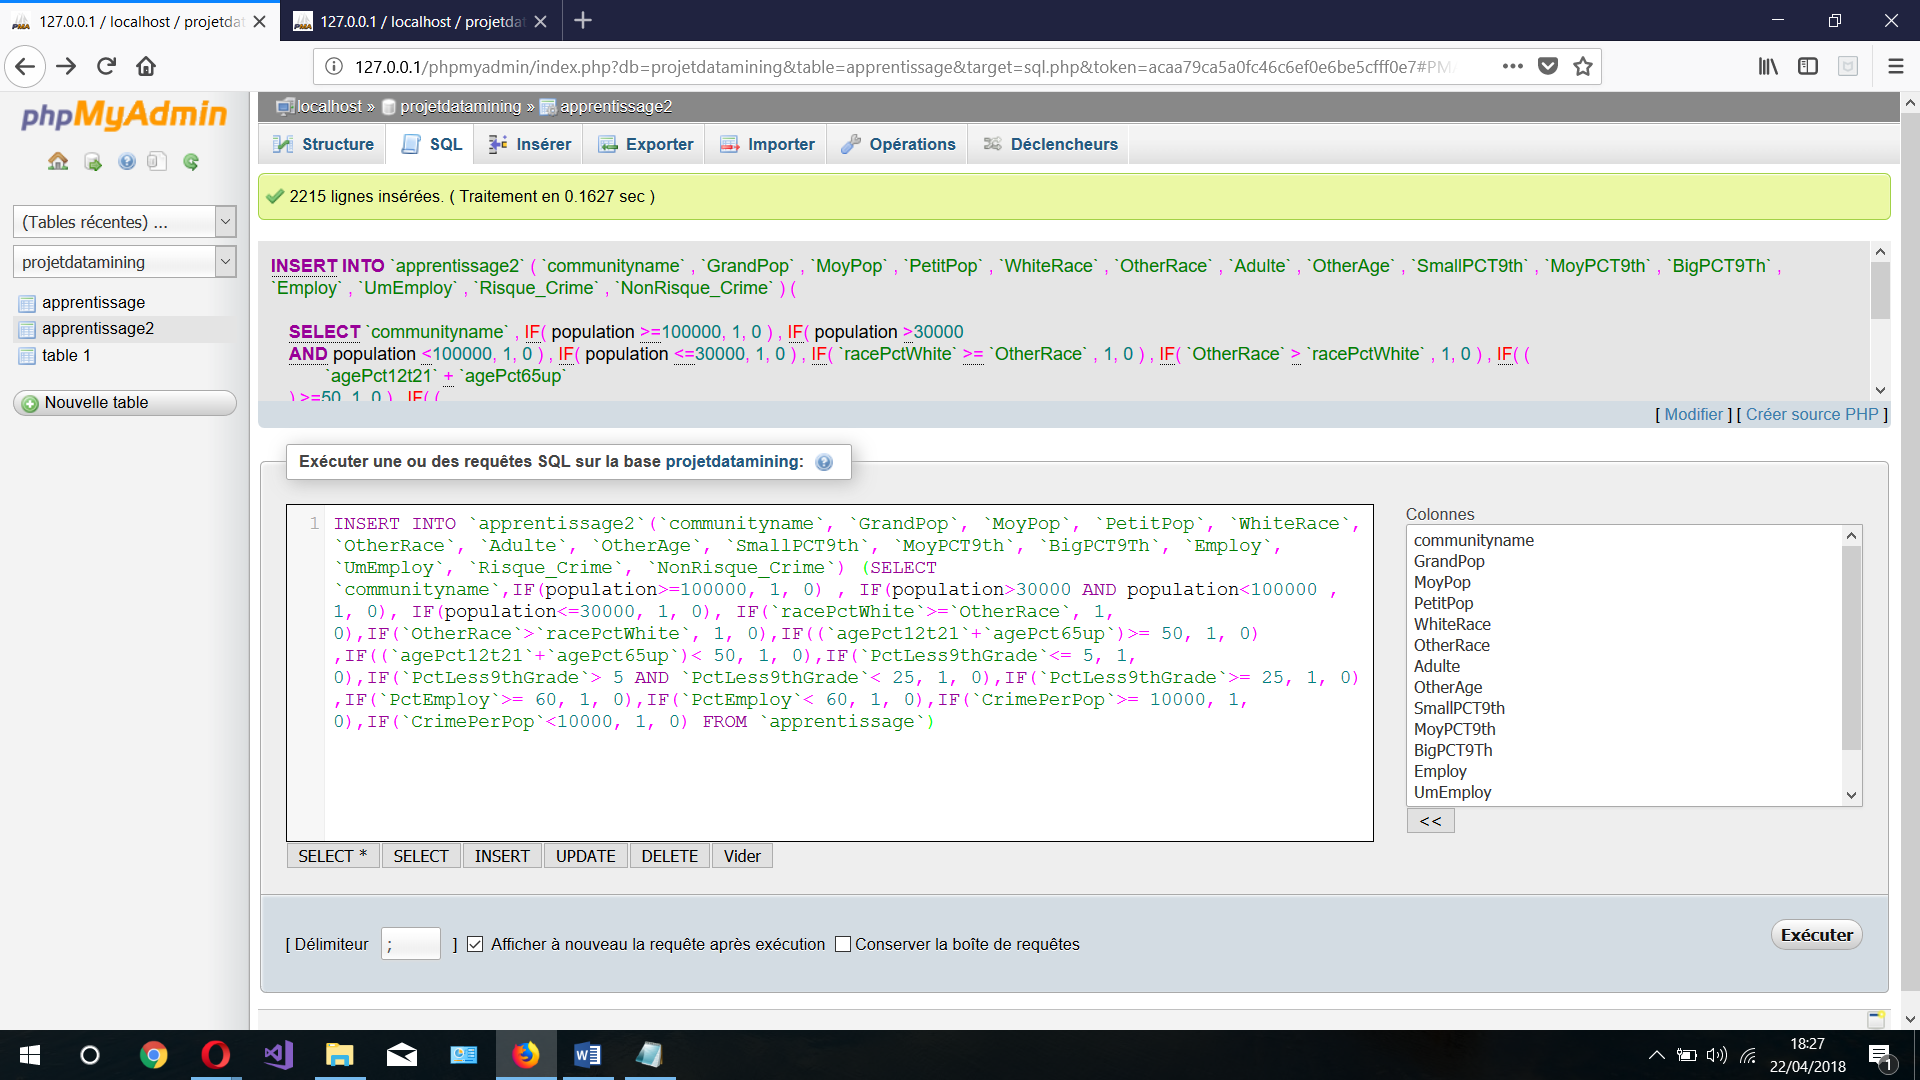 127.0.0.1 / localhost / projetdat
127.0.0.1 / localhost / projetdat
127.0.0.1/phpmyadmin/index.php?db=projetdatamining&table=apprentissage&target=sql.php&token=acaa79ca5a0fc46c6ef0e6be5cfff0e7#PMA
phpMyAdmin
localhost » projetdatamining » apprentissage2
Structure SQL Insérer Exporter Importer Opérations Déclencheurs
(Tables récentes) ...
projetdatamining
apprentissage
apprentissage2
table 1
Nouvelle table
2215 lignes insérées. ( Traitement en 0.1627 sec )
INSERT INTO `apprentissage2` ( `communityname` , `GrandPop` , `MoyPop` , `PetitPop` , `WhiteRace` , `OtherRace` , `Adulte` , `OtherAge` , `SmallPCT9th` , `MoyPCT9th` , `BigPCT9Th` ,
`Employ` , `UmEmploy` , `Risque_Crime` , `NonRisque_Crime` ) (
SELECT `communityname` , IF( population >=100000, 1, 0 ) , IF( population >30000
AND population <100000, 1, 0 ) , IF( population <=30000, 1, 0 ) , IF( `racePctWhite` >= `OtherRace` , 1, 0 ) , IF( `OtherRace` > `racePctWhite` , 1, 0 ) , IF( (
`agePct12t21` + `agePct65up`
) >=50, 1, 0 ) , IF( (
[ Modifier ] [ Créer source PHP ]
Exécuter une ou des requêtes SQL sur la base projetdatamining:
1 INSERT INTO `apprentissage2`(`communityname`, `GrandPop`, `MoyPop`, `PetitPop`, `WhiteRace`,
`OtherRace`, `Adulte`, `OtherAge`, `SmallPCT9th`, `MoyPCT9th`, `BigPCT9Th`, `Employ`,
`UmEmploy`, `Risque_Crime`, `NonRisque_Crime`) (SELECT
`communityname`,IF(population>=100000, 1, 0) , IF(population>30000 AND population<100000 ,
1, 0), IF(population<=30000, 1, 0), IF(`racePctWhite`>=`OtherRace`, 1,
0),IF(`OtherRace`>`racePctWhite`, 1, 0),IF((`agePct12t21`+`agePct65up`)>= 50, 1, 0)
,IF((`agePct12t21`+`agePct65up`)< 50, 1, 0),IF(`PctLess9thGrade`<= 5, 1,
0),IF(`PctLess9thGrade`> 5 AND `PctLess9thGrade`< 25, 1, 0),IF(`PctLess9thGrade`>= 25, 1, 0)
,IF(`PctEmploy`>= 60, 1, 0),IF(`PctEmploy`< 60, 1, 0),IF(`CrimePerPop`>= 10000, 1,
0),IF(`CrimePerPop`<10000, 1, 0) FROM `apprentissage`)
Colonnes
communityname
GrandPop
MoyPop
PetitPop
WhiteRace
OtherRace
Adulte
OtherAge
SmallPCT9th
MoyPCT9th
BigPCT9Th
Employ
UmEmploy
<<
SELECT * SELECT INSERT UPDATE DELETE Vider
[ Délimiteur ; ] Afficher à nouveau la requête après exécution Conserver la boîte de requêtes
Exécuter
18:27
22/04/2018
1